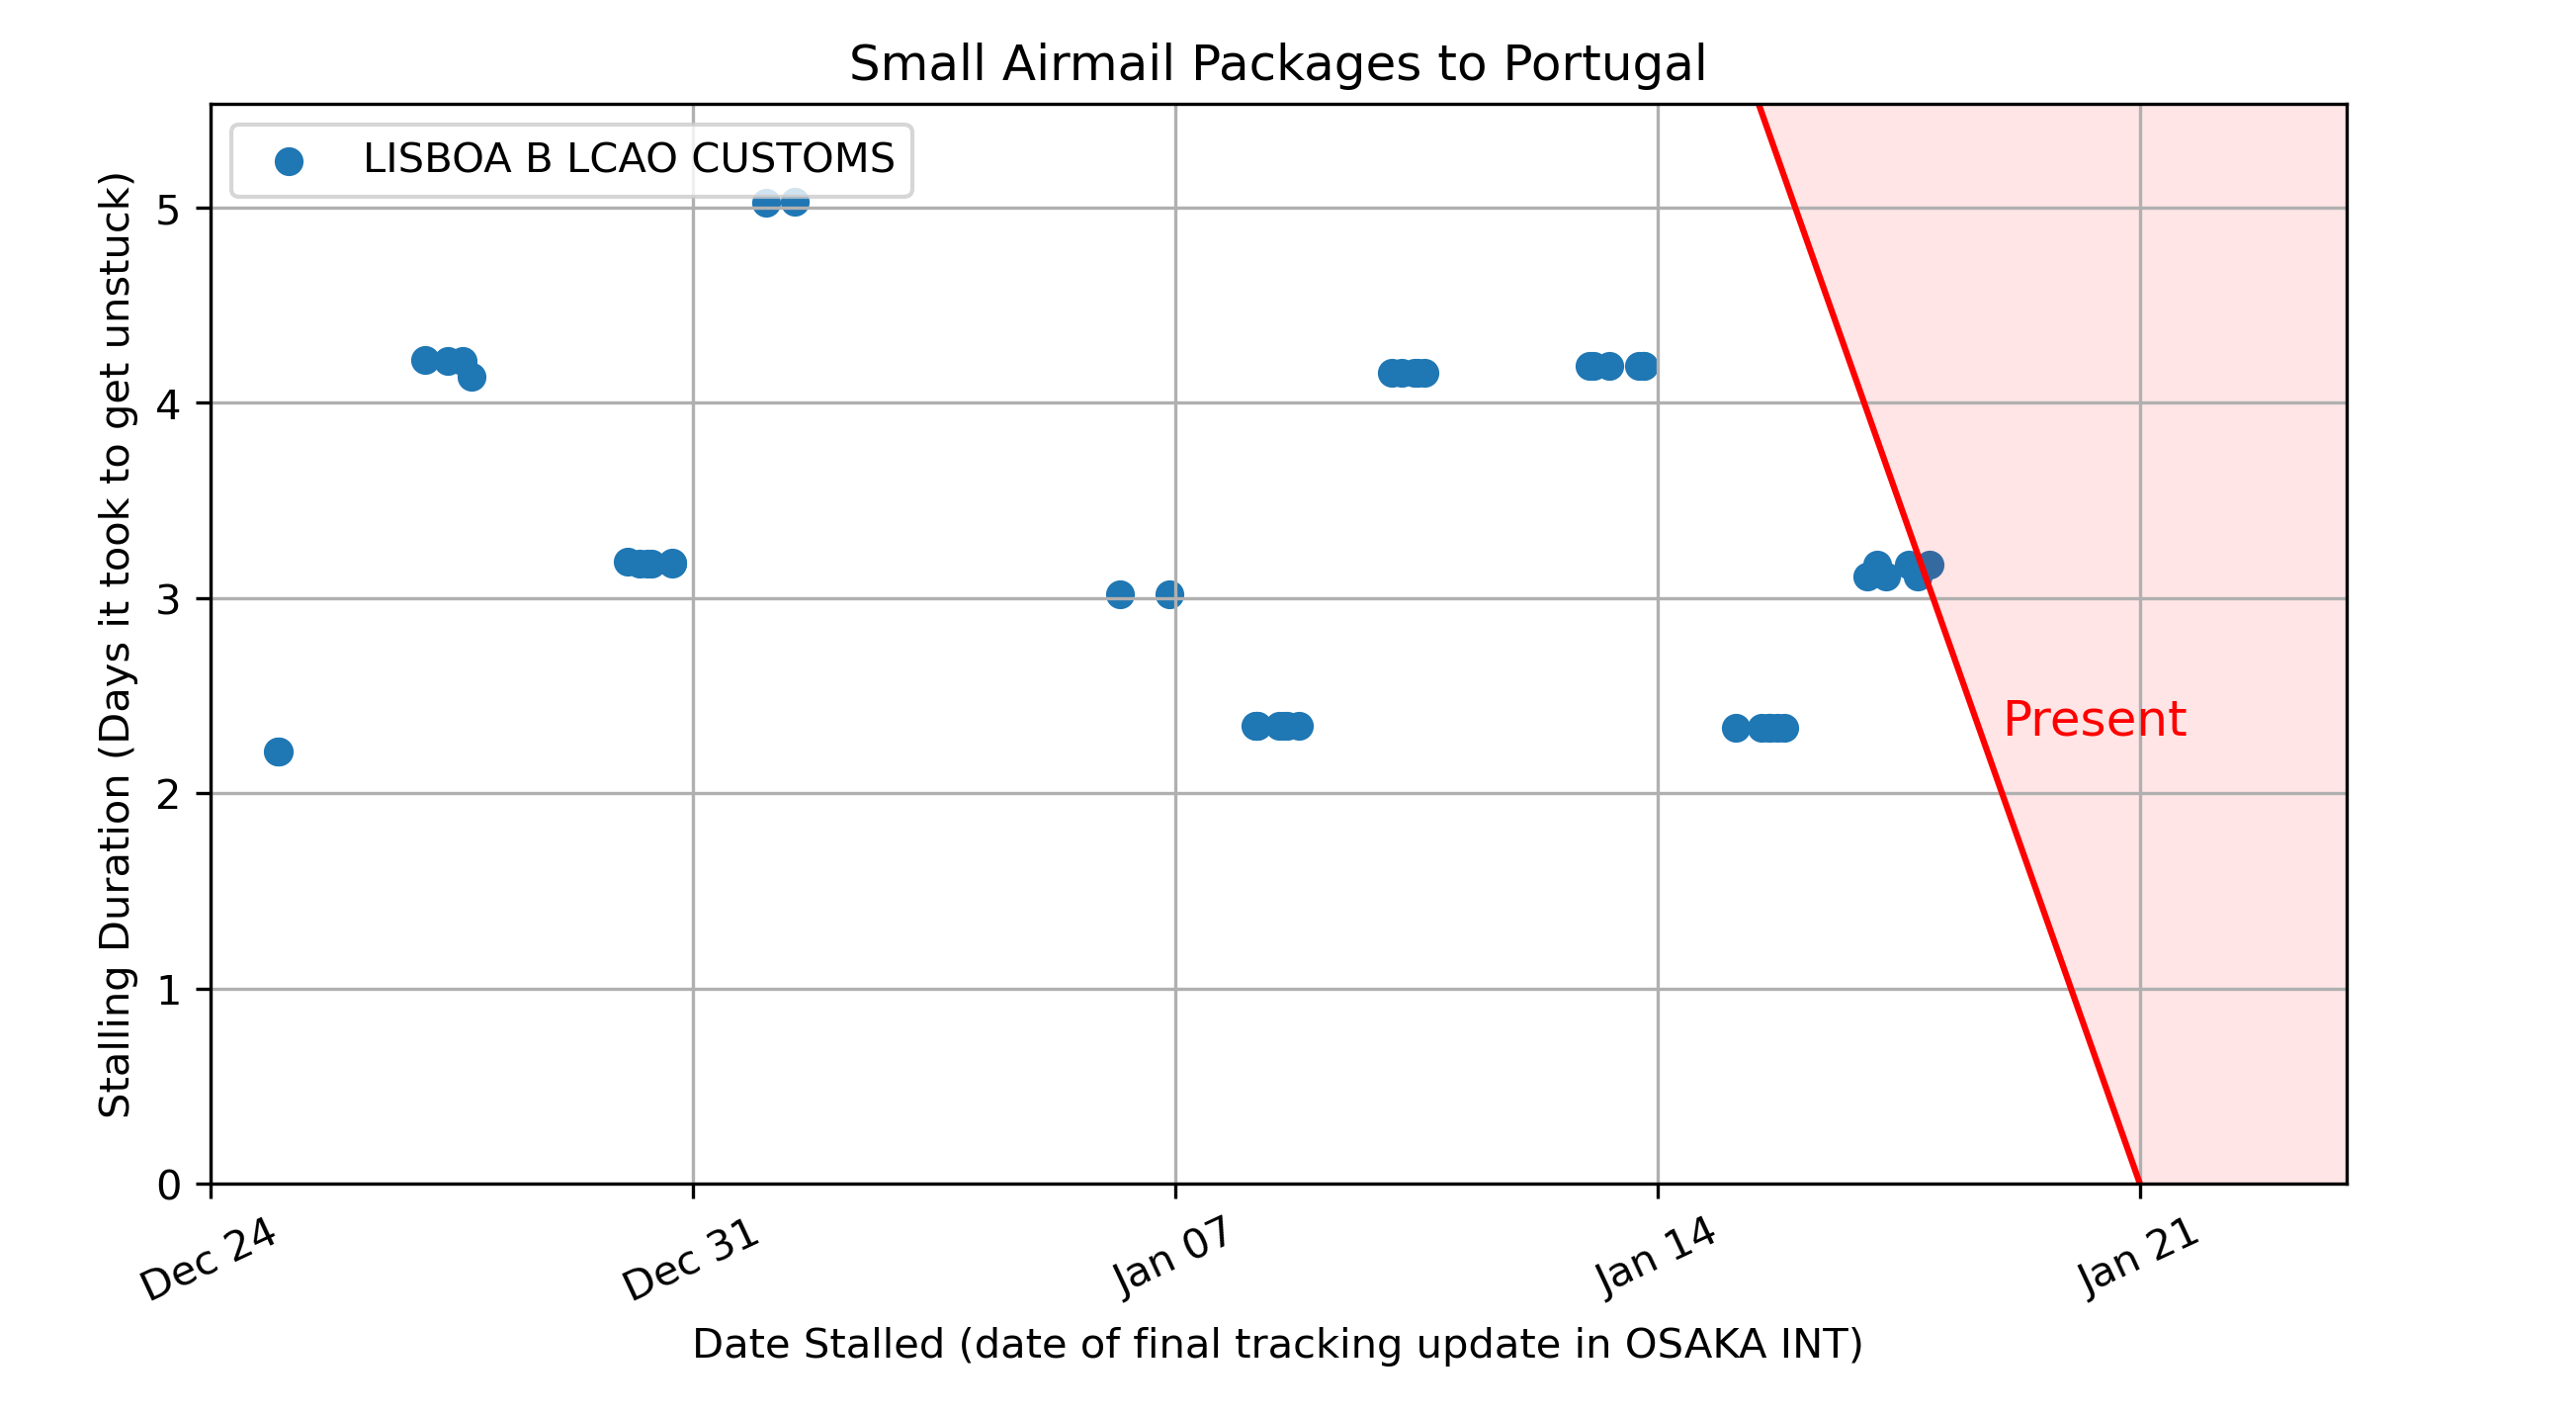 Small Airmail Packages to Portugal
LISBOA B LCAO CUSTOMS
Stalling Duration (Days it took to get unstuck)
5
4
3
2
1
0
Present
Dec 24
Dec 31
Jan 07
Jan 14
Jan 21
Date Stalled (date of final tracking update in OSAKA INT)